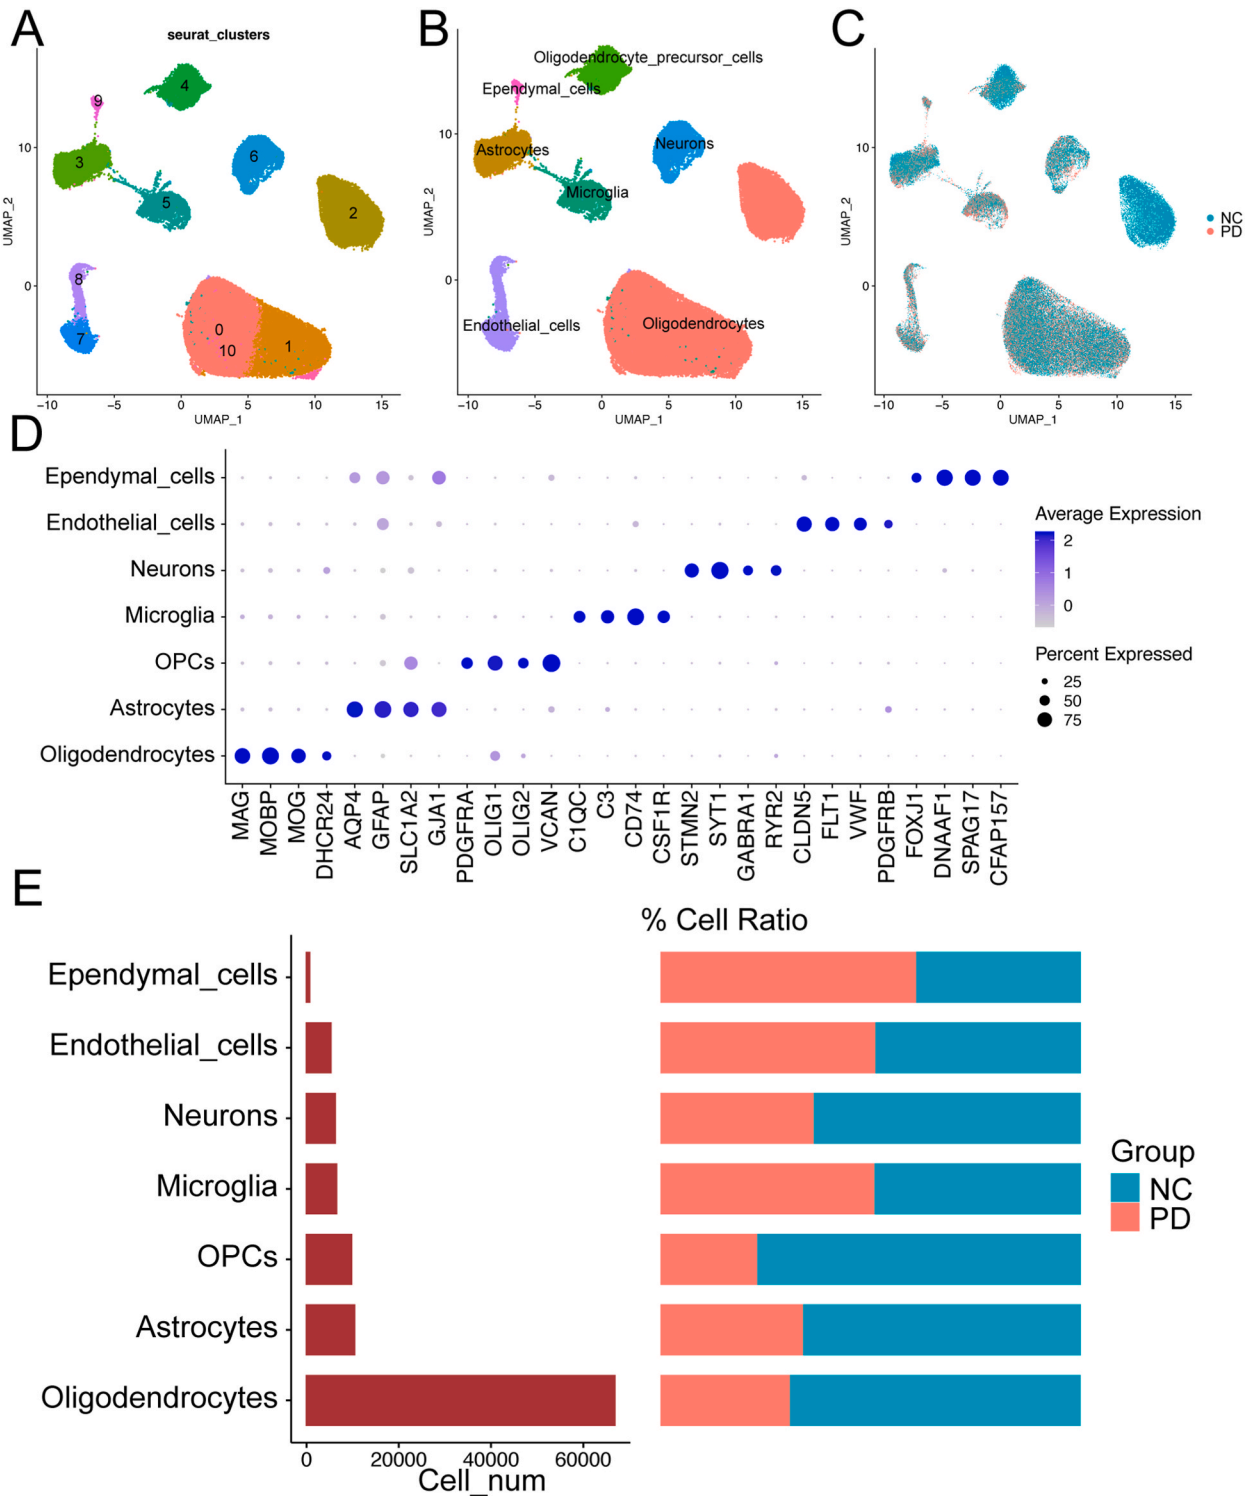 A
seurat_clusters
UMAP_2
10
0
4
9
3
6
5
2
8
7
0
10
1
−10
−5
0
5
10
15
UMAP_1
B
UMAP_2
10
0
Oligodendrocyte_precursor_cells
Ependymal_cells
Astrocytes
Neurons
Microglia
Endothelial_cells
Oligodendrocytes
−10
−5
0
5
10
15
UMAP_1
C
UMAP_2
10
0
−10
−5
0
5
10
15
UMAP_1
NC
PD
D
Ependymal_cells
Endothelial_cells
Neurons
Microglia
OPCs
Astrocytes
Oligodendrocytes
MAG
MOBP
MOG
DHCR24
AQP4
GFAP
SLC1A2
GJA1
PDGFRA
OLIG1
OLIG2
VCAN
C1QC
C3
CD74
CSF1R
STMN2
SYT1
GABRA1
RYR2
CLDN5
FLT1
VWF
PDGFRB
FOXJ1
DNAAF1
SPAG17
CFAP157
Average Expression
2
1
0
Percent Expressed
25
50
75
E
% Cell Ratio
Ependymal_cells
Endothelial_cells
Neurons
Microglia
OPCs
Astrocytes
Oligodendrocytes
0
20000
40000
60000
Cell_num
Group
NC
PD